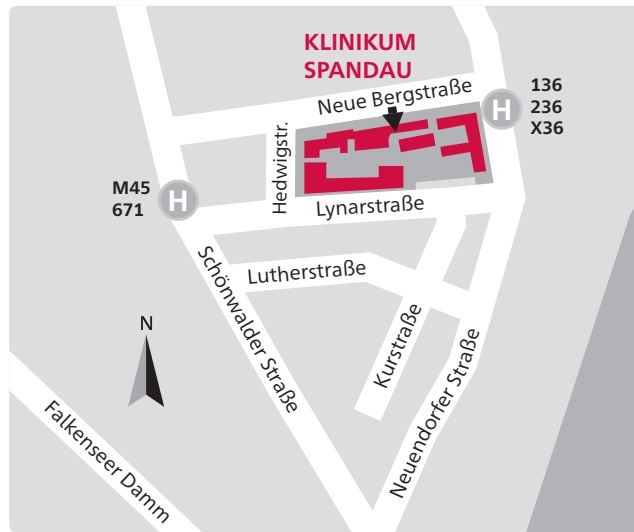 KLINIKUM
SPANDAU
Neue Bergstraße
H
136
236
X36
Hedwigstr.
M45
671
H
Lynarstraße
Schönwalder Straße
Lutherstraße
Kurstraße
Neuendorfer Straße
N
Falkenseer Damm